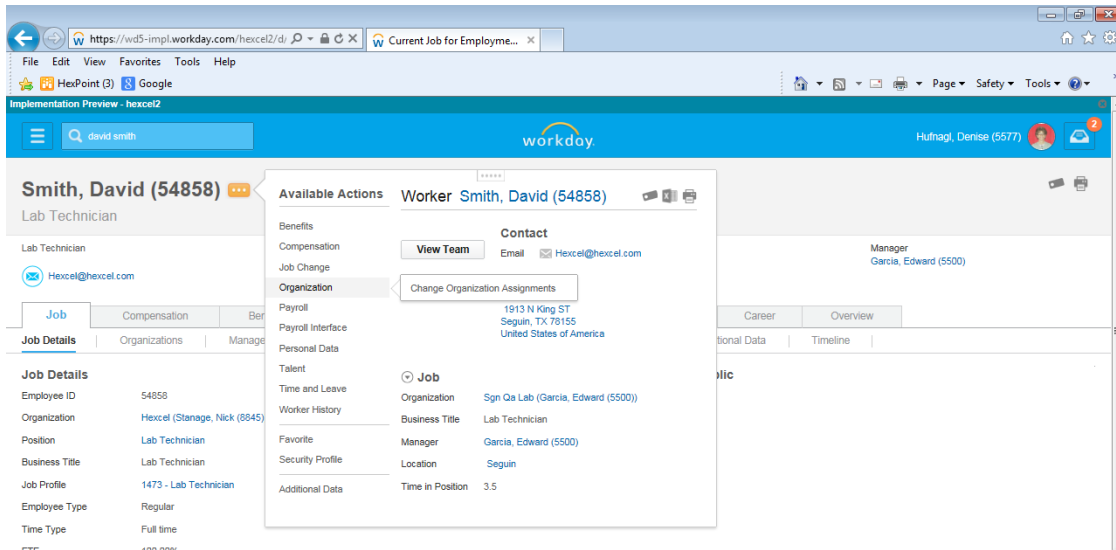 https://wd5-impl.workday.com/hexcel2/d/
Current Job for Employme...
File Edit View Favorites Tools Help
HexPoint (3) Google
Page Safety Tools
Implementation Preview - hexcel2
david smith
workday.
Hufnagl, Denise (5577)
2
Smith, David (54858)
Lab Technician
Lab Technician
Hexcel@hexcel.com
Manager
Garcia, Edward (5500)
Available Actions
Benefits
Compensation
Job Change
Organization
Payroll
Payroll Interface
Personal Data
Talent
Time and Leave
Worker History
Favorite
Security Profile
Additional Data
Worker Smith, David (54858)
View Team
Contact
Email Hexcel@hexcel.com
Change Organization Assignments
1913 N King ST
Seguin, TX 78155
United States of America
Job
Organization Sgn Qa Lab (Garcia, Edward (5500))
Business Title Lab Technician
Manager Garcia, Edward (5500)
Location Seguin
Time in Position 3.5
Job Compensation Ber Career Overview
Job Details Organizations Manage tional Data Timeline
Job Details
Employee ID 54858
Organization Hexcel (Stanage, Nick (8845)
Position Lab Technician
Business Title Lab Technician
Job Profile 1473 - Lab Technician
Employee Type Regular
Time Type Full time
blic